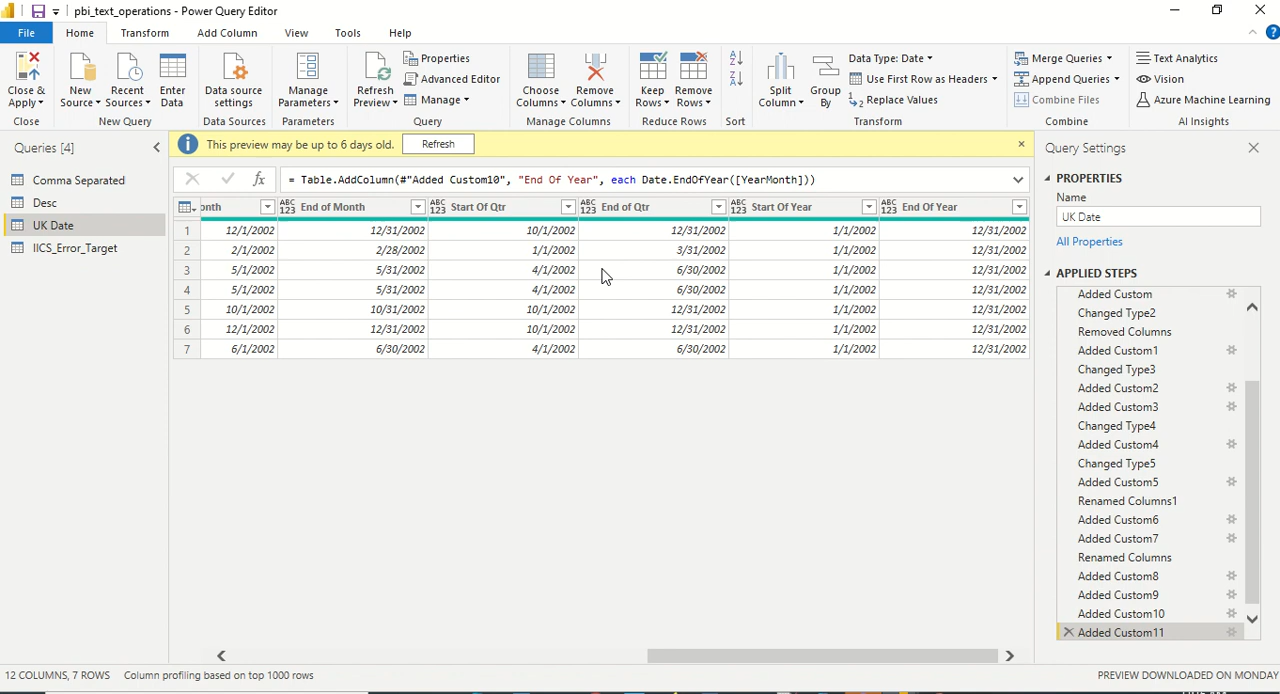 pbi_text_operations - Power Query Editor
File Home Transform Add Column View Tools Help
Close & Apply
New Source
Recent Sources
Enter Data
Data source settings
Manage Parameters
Refresh Preview
Properties
Advanced Editor
Manage
Choose Columns
Remove Columns
Keep Rows
Remove Rows
Split Column
Group By
Data Type: Date
Use First Row as Headers
1→2 Replace Values
Merge Queries
Append Queries
Combine Files
Text Analytics
Vision
Azure Machine Learning
Close New Query Data Sources Parameters Query Manage Columns Reduce Rows Sort Transform Combine AI Insights
Queries [4]
This preview may be up to 6 days old. Refresh
Comma Separated
Desc
UK Date
IICS_Error_Target
fx = Table.AddColumn(#"Added Custom10", "End Of Year", each Date.EndOfYear([YearMonth]))
onth ABC 123 End of Month ABC 123 Start Of Qtr ABC 123 End of Qtr ABC 123 Start Of Year ABC 123 End Of Year
1 12/1/2002 12/31/2002 10/1/2002 12/31/2002 1/1/2002 12/31/2002
2 2/1/2002 2/28/2002 1/1/2002 3/31/2002 1/1/2002 12/31/2002
3 5/1/2002 5/31/2002 4/1/2002 6/30/2002 1/1/2002 12/31/2002
4 5/1/2002 5/31/2002 4/1/2002 6/30/2002 1/1/2002 12/31/2002
5 10/1/2002 10/31/2002 10/1/2002 12/31/2002 1/1/2002 12/31/2002
6 12/1/2002 12/31/2002 10/1/2002 12/31/2002 1/1/2002 12/31/2002
7 6/1/2002 6/30/2002 4/1/2002 6/30/2002 1/1/2002 12/31/2002
Query Settings
PROPERTIES
Name
UK Date
All Properties
APPLIED STEPS
Added Custom
Changed Type2
Removed Columns
Added Custom1
Changed Type3
Added Custom2
Added Custom3
Changed Type4
Added Custom4
Changed Type5
Added Custom5
Renamed Columns1
Added Custom6
Added Custom7
Renamed Columns
Added Custom8
Added Custom9
Added Custom10
Added Custom11
12 COLUMNS, 7 ROWS Column profiling based on top 1000 rows
PREVIEW DOWNLOADED ON MONDAY